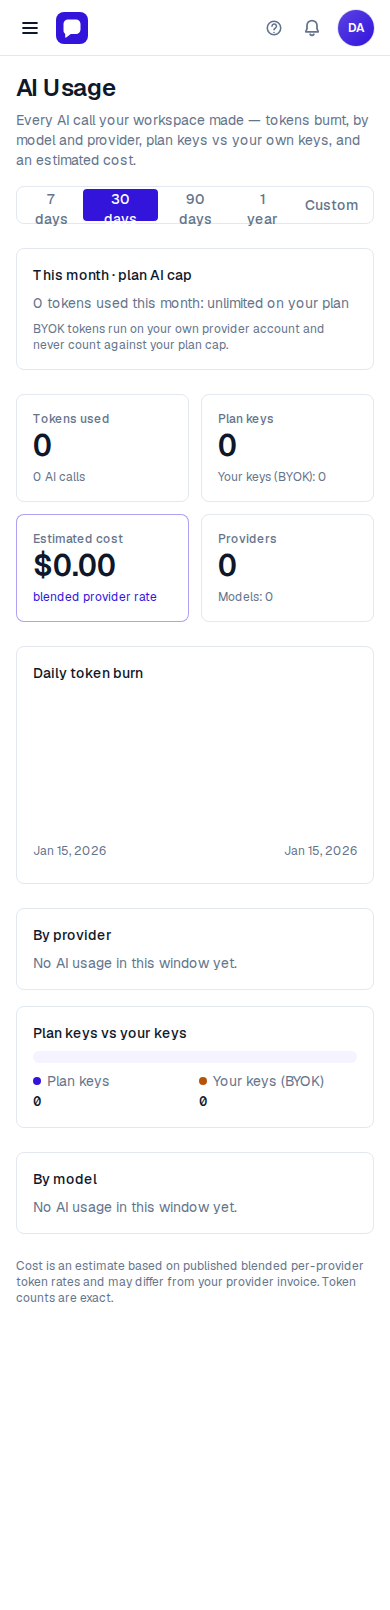 DA
AI Usage
Every AI call your workspace made — tokens burnt, by
model and provider, plan keys vs your own keys, and
an estimated cost.
7 days
30 days
90 days
1 year
Custom
This month · plan AI cap
0 tokens used this month: unlimited on your plan
BYOK tokens run on your own provider account and
never count against your plan cap.
Tokens used
0
0 AI calls
Plan keys
0
Your keys (BYOK): 0
Estimated cost
$0.00
blended provider rate
Providers
0
Models: 0
Daily token burn
Jan 15, 2026
Jan 15, 2026
By provider
No AI usage in this window yet.
Plan keys vs your keys
Plan keys
0
Your keys (BYOK)
0
By model
No AI usage in this window yet.
Cost is an estimate based on published blended per-provider
token rates and may differ from your provider invoice. Token
counts are exact.